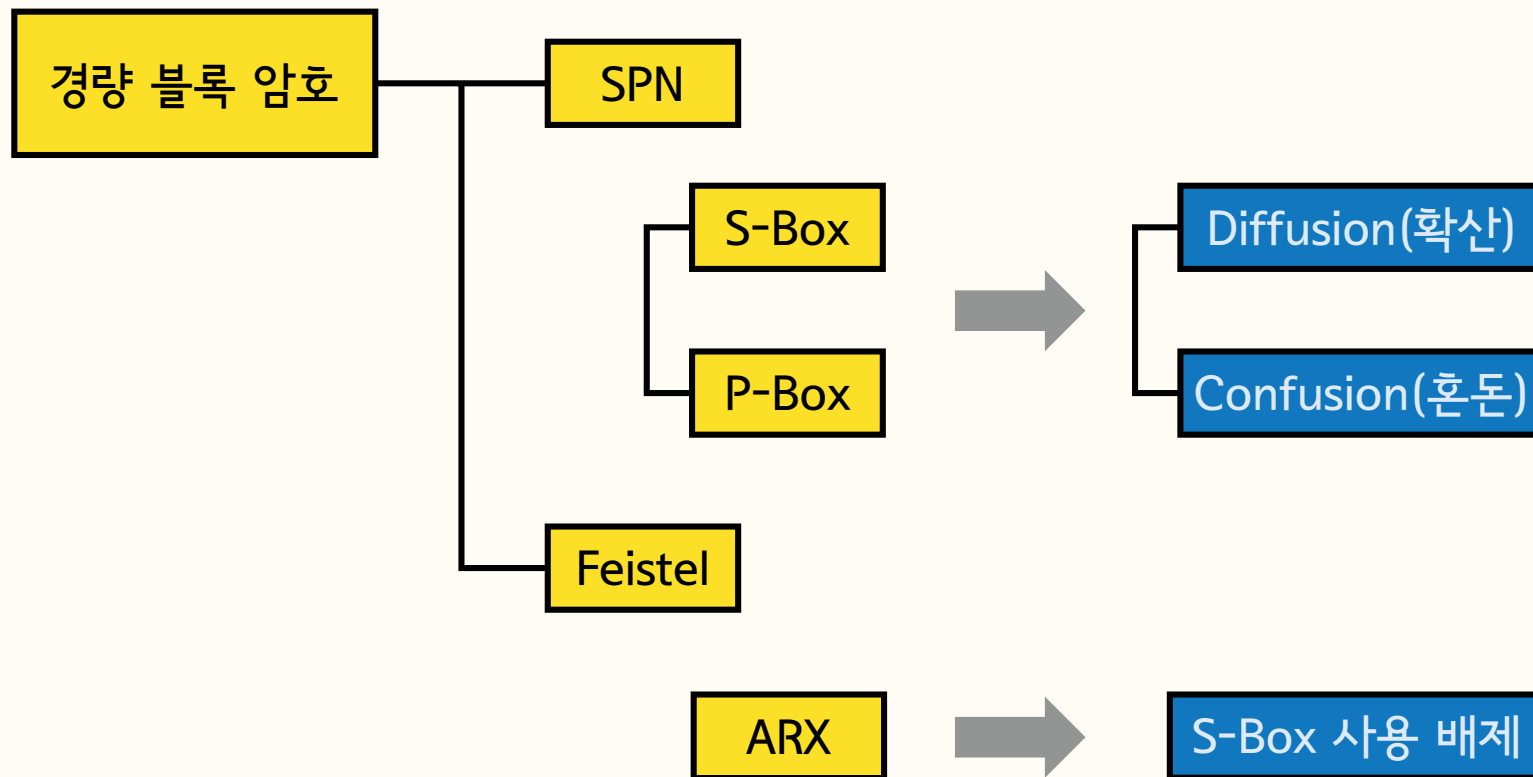 경량 블록 암호
SPN
S-Box
Diffusion(확산)
P-Box
Confusion(혼돈)
Feistel
ARX
S-Box 사용 배제